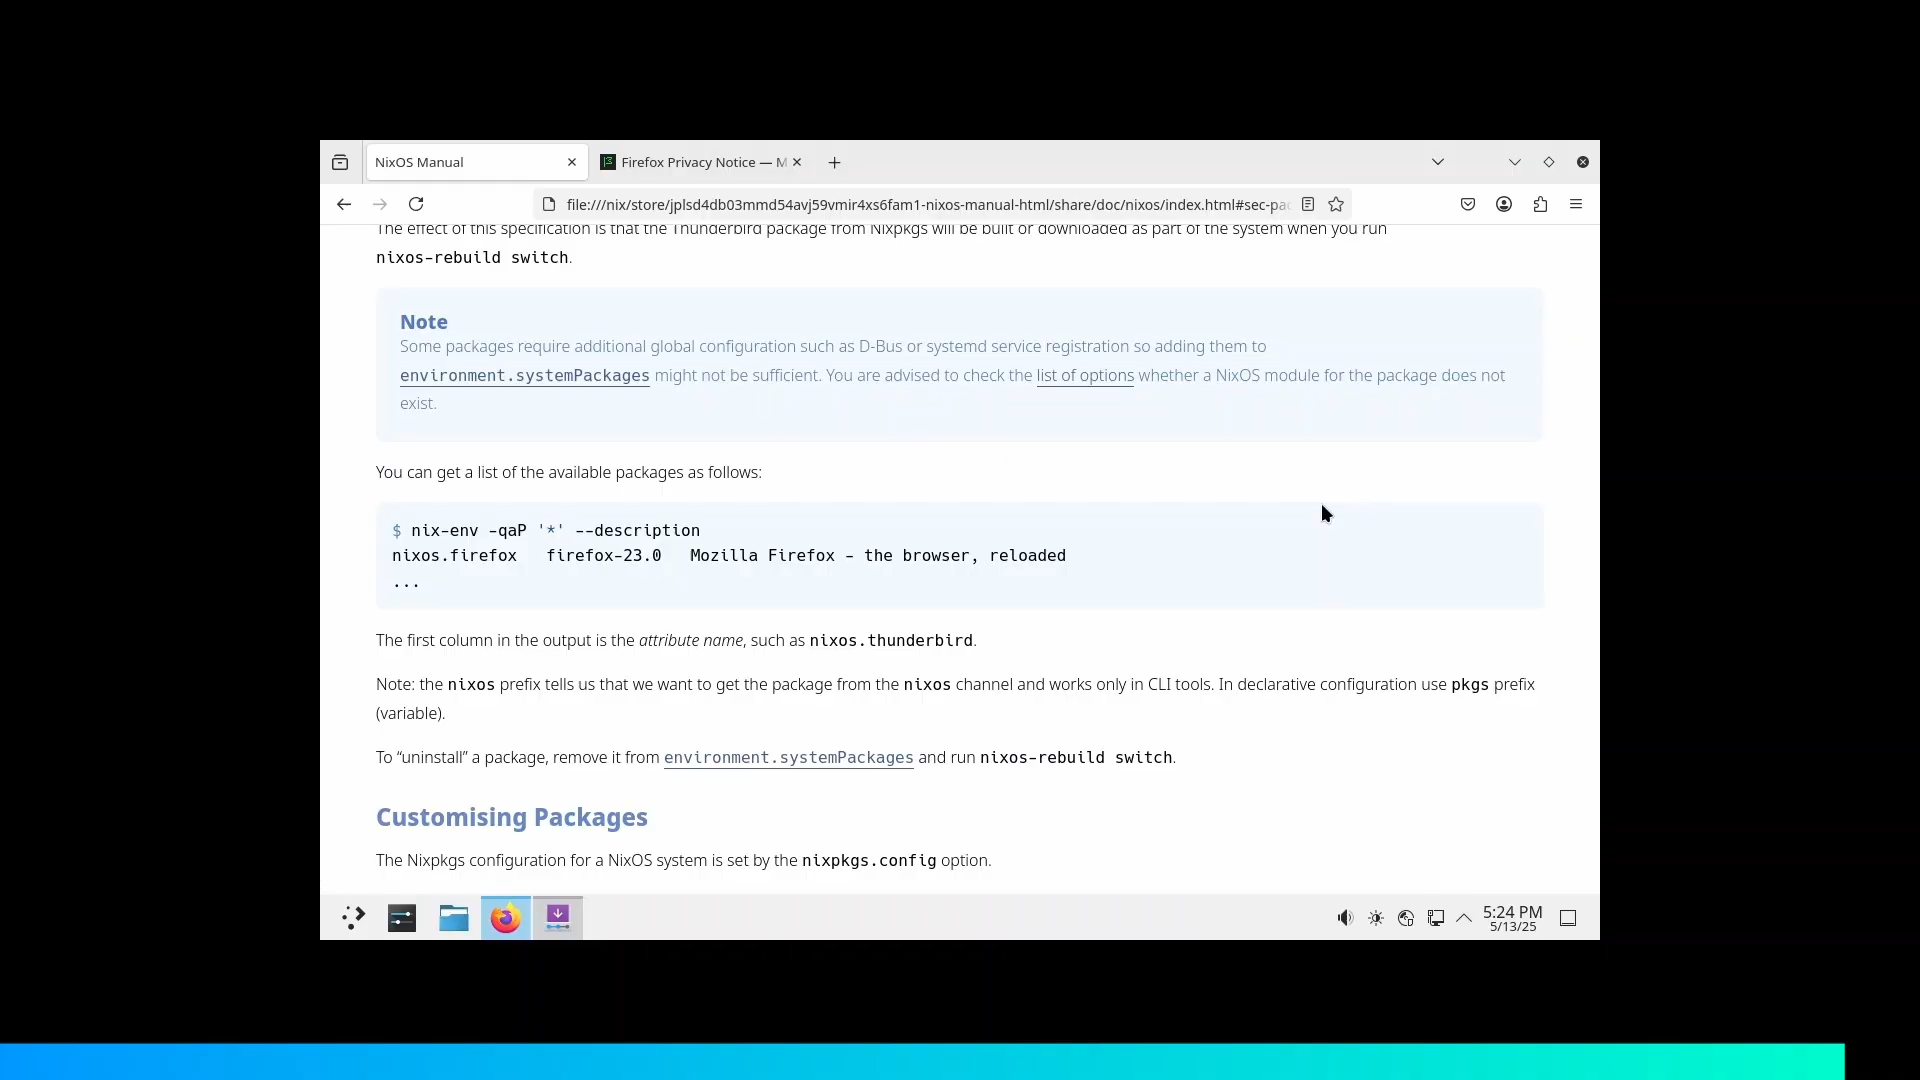 NixOS Manual
Firefox Privacy Notice — M
file:///nix/store/jplsd4db03mmd54avj59vmir4xs6fam1-nixos-manual-html/share/doc/nixos/index.html#sec-pac
The effect of this specification is that the Thunderbird package from Nixpkgs will be built or downloaded as part of the system when you run
nixos-rebuild switch.
Note
Some packages require additional global configuration such as D-Bus or systemd service registration so adding them to
environment.systemPackages might not be sufficient. You are advised to check the list of options whether a NixOS module for the package does not
exist.
You can get a list of the available packages as follows:
$ nix-env -qaP '*' --description
nixos.firefox   firefox-23.0   Mozilla Firefox - the browser, reloaded
...
The first column in the output is the attribute name, such as nixos.thunderbird.
Note: the nixos prefix tells us that we want to get the package from the nixos channel and works only in CLI tools. In declarative configuration use pkgs prefix
(variable).
To “uninstall” a package, remove it from environment.systemPackages and run nixos-rebuild switch.
Customising Packages
The Nixpkgs configuration for a NixOS system is set by the nixpkgs.config option.
5:24 PM
5/13/25